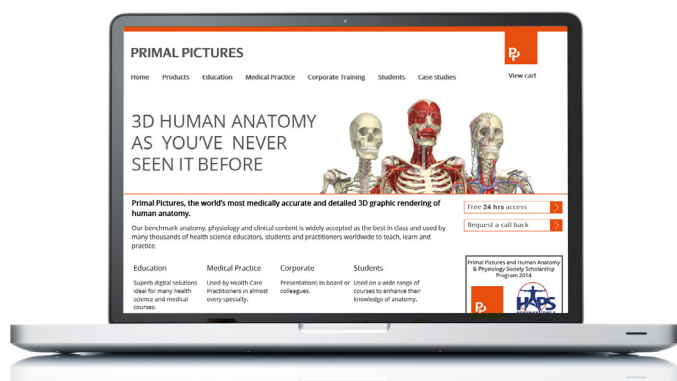 PRIMAL PICTURES
Home Products Education Medical Practice Corporate Training Students Case studies View cart
3D HUMAN ANATOMY
AS YOU'VE NEVER
SEEN IT BEFORE
Primal Pictures, the world's most medically accurate and detailed 3D graphic rendering of
human anatomy.
Our benchmark anatomy, physiology and clinical content is widely accepted as the best in class and used by
many thousands of health science educators, students and practitioners worldwide to teach, learn and
practice.
Free 24 hrs access
Request a call back
Education
Superb digital solutions
ideal for many health
science and medical
courses.
Medical Practice
Used by Health Care
Practitioners in almost
every specialty.
Corporate
Presentations to board or
colleagues.
Students
Used on a wide range of
courses to enhance their
knowledge of anatomy.
Primal Pictures and Human Anatomy
& Physiology Society Scholarship
Program 2014
HAPS